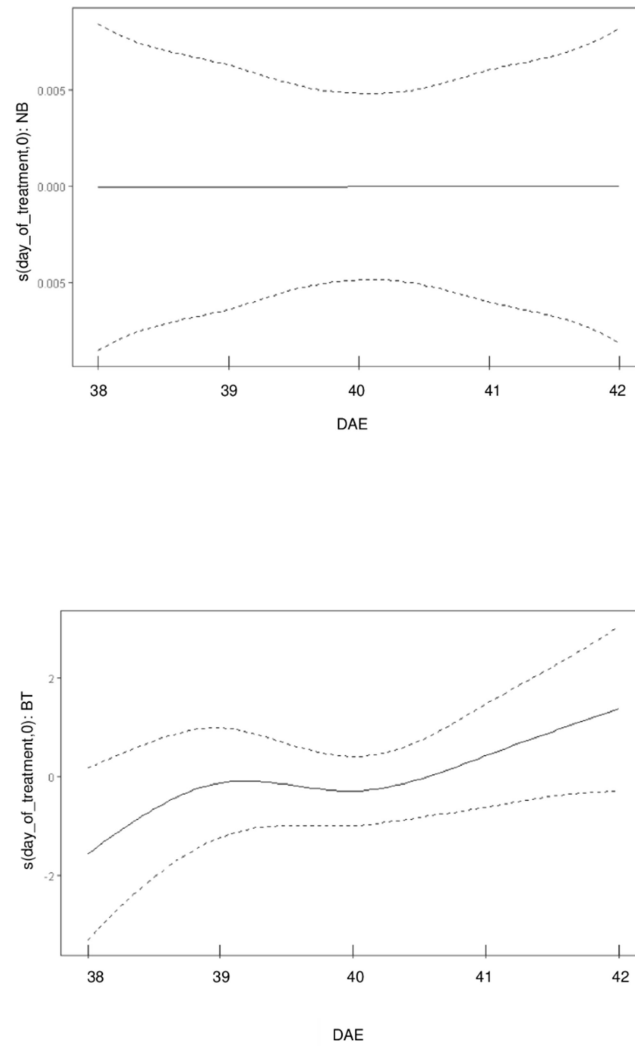 s(day_of_treatment,0): NB
0.005
0.000
0.005
38 39 40 41 42
DAE
s(day_of_treatment,0): BT
2
0
-2
38 39 40 41 42
DAE